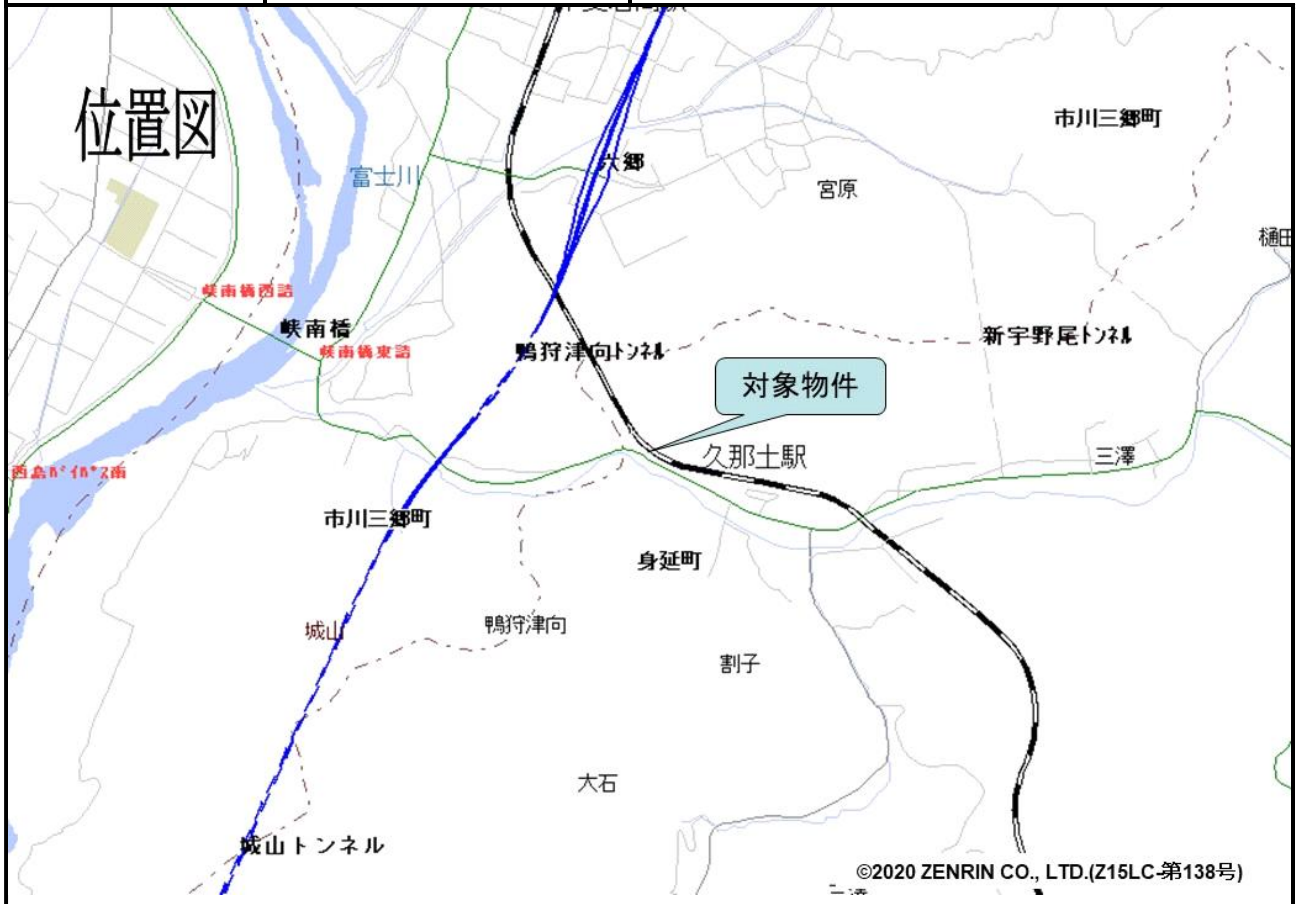 位置図
市川三郷町
六郷
富士川
宮原
樋田
峡南橋西詰
峡南橋
峡南橋東詰
新宇野尾トンネル
鴨狩津向トンネル
対象物件
久那土駅
三澤
西島バイパス南
市川三郷町
身延町
城山
鴨狩津向
割子
大石
城山トンネル
©2020 ZENRIN CO., LTD.(Z15LC-第138号)